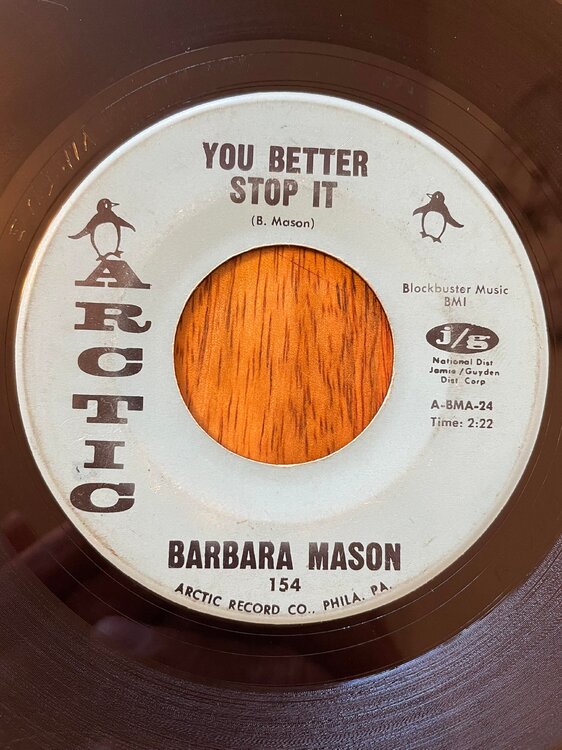 YOU BETTER
STOP IT
(B. Mason)
ARCTIC
Blockbuster Music
BMI
j/g
National Dist
Jamie/Guyden
Dist. Corp.
A-BMA-24
Time: 2:22
BARBARA MASON
154
ARCTIC RECORD CO., PHILA. PA.